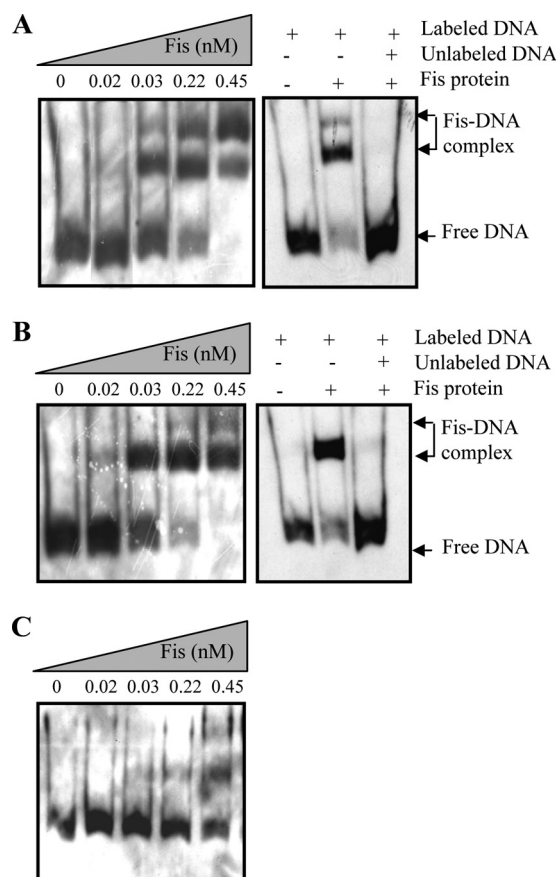 A
Fis (nM)
0 0.02 0.03 0.22 0.45
+ + + Labeled DNA
- - + Unlabeled DNA
- + + Fis protein
Fis-DNA
complex
Free DNA
B
Fis (nM)
0 0.02 0.03 0.22 0.45
+ + + Labeled DNA
- - + Unlabeled DNA
- + + Fis protein
Fis-DNA
complex
Free DNA
C
Fis (nM)
0 0.02 0.03 0.22 0.45